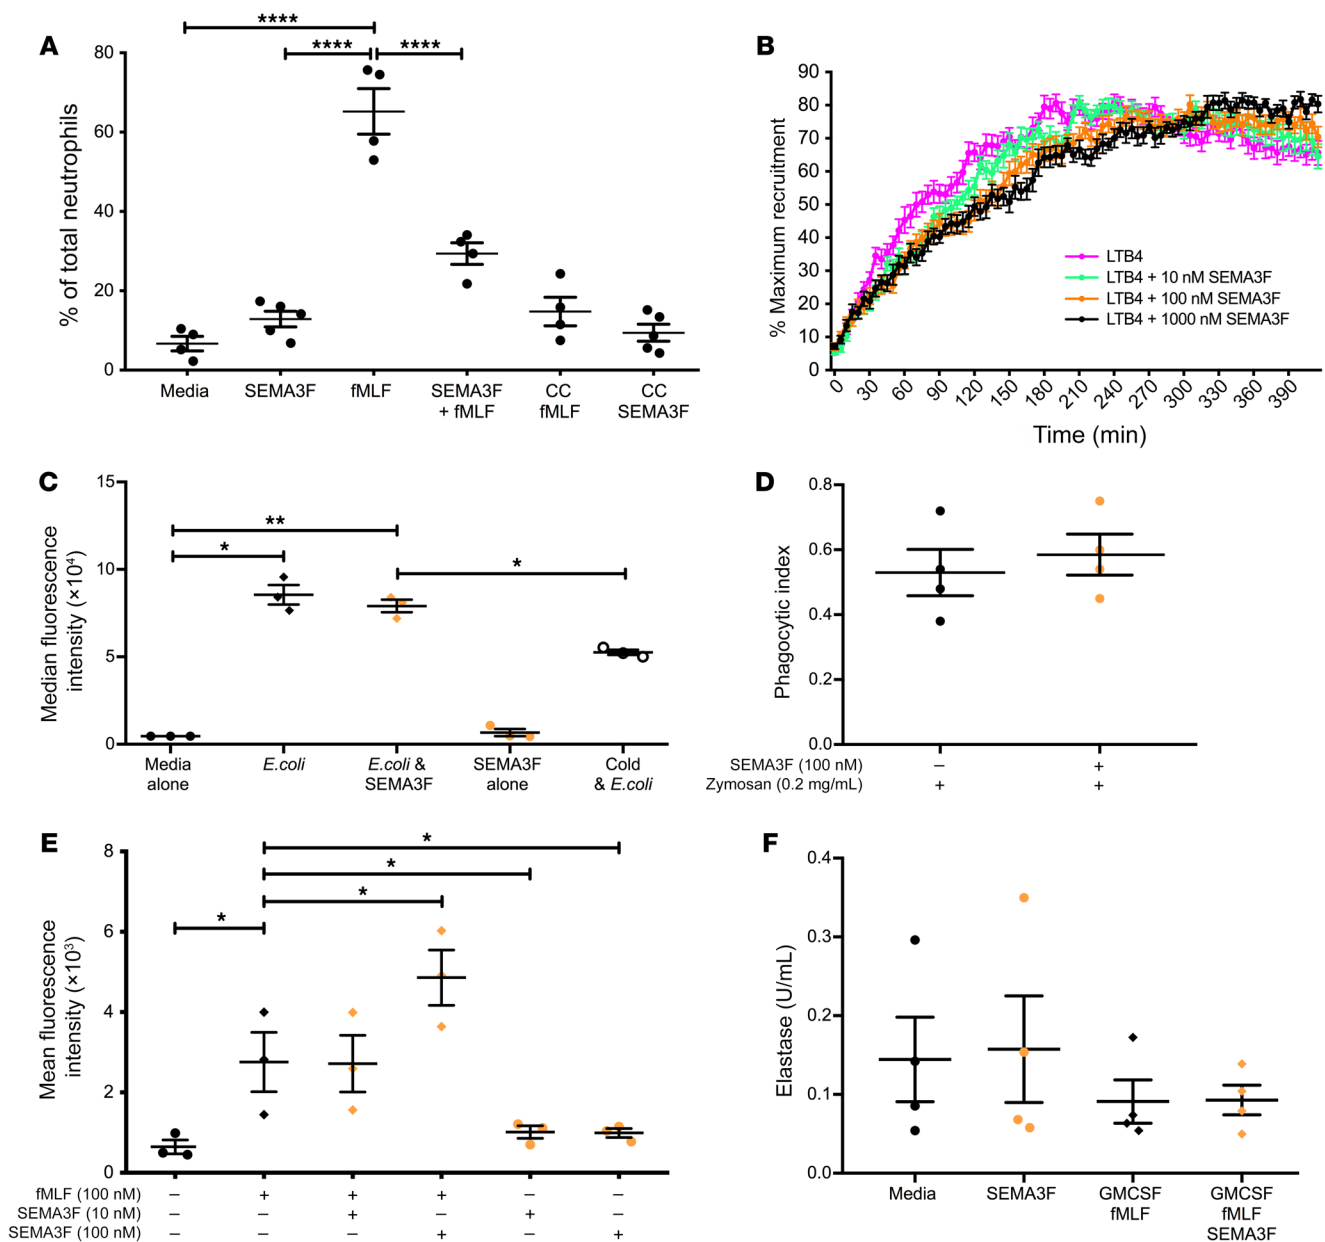 A
% of total neutrophils
80
60
40
20
0
****
****
****
Media
SEMA3F
fMLF
SEMA3F
+ fMLF
CC
fMLF
CC
SEMA3F
B
% Maximum recruitment
90
80
70
60
50
40
30
20
10
0
LTB4
LTB4 + 10 nM SEMA3F
LTB4 + 100 nM SEMA3F
LTB4 + 1000 nM SEMA3F
0 30 60 90 120 150 180 210 240 270 300 330 360 390
Time (min)
C
Median fluorescence
intensity (×10⁴)
15
10
5
0
**
*
*
Media
alone
E.coli
E.coli &
SEMA3F
SEMA3F
alone
Cold
& E.coli
D
Phagocytic index
0.8
0.6
0.4
0.2
0.0
SEMA3F (100 nM) – +
Zymosan (0.2 mg/mL) + +
E
Mean fluorescence
intensity (×10³)
8
6
4
2
0
*
*
*
*
fMLF (100 nM) – + + + – –
SEMA3F (10 nM) – – + – + –
SEMA3F (100 nM) – – – + – +
F
Elastase (U/mL)
0.4
0.3
0.2
0.1
0.0
Media
SEMA3F
GMCSF
fMLF
GMCSF
fMLF
SEMA3F